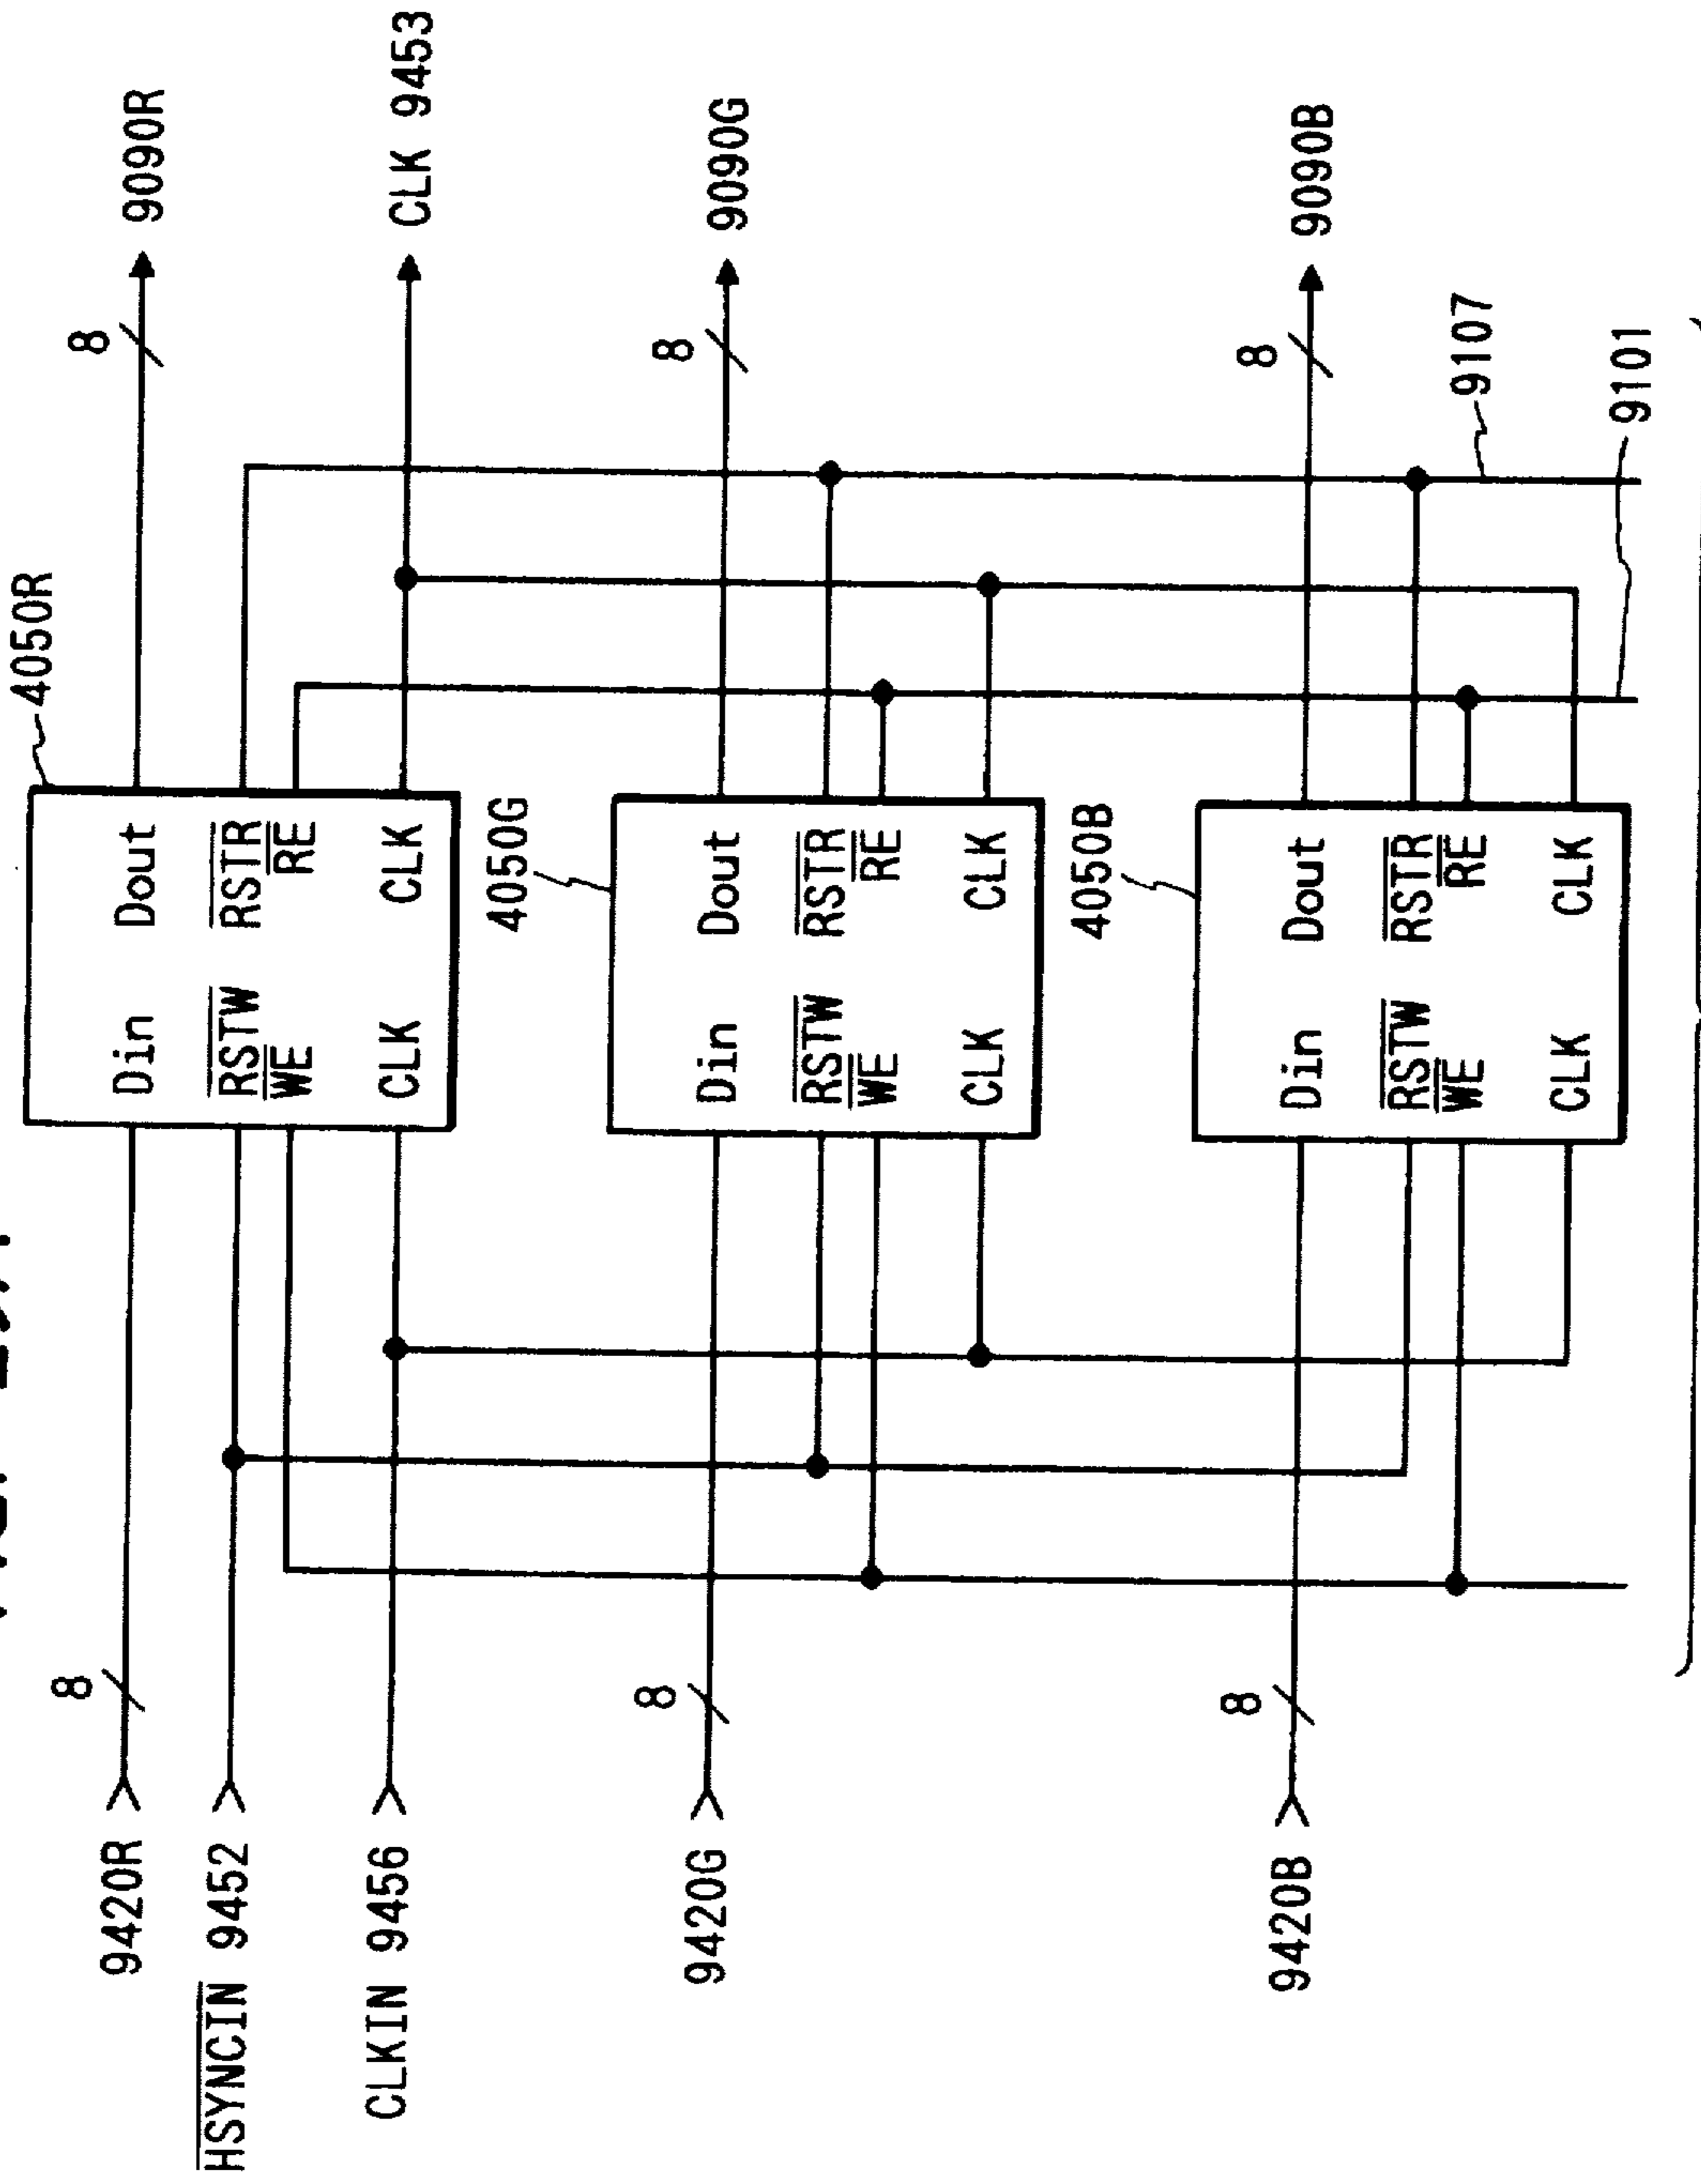 9420R
8
8
9090R
4050R
Din Dout
RSTW RSTR
WE RE
CLK CLK
HSYNCIN 9452
CLKIN 9456
CLK 9453
9420G
8
8
9090G
4050G
Din Dout
RSTW RSTR
WE RE
CLK CLK
9420B
8
8
9090B
4050B
Din Dout
RSTW RSTR
WE RE
CLK CLK
9107
9101